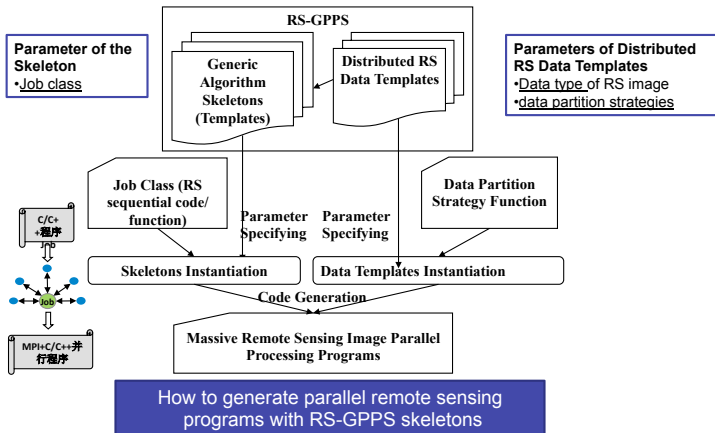 RS-GPPS
Parameter of the
Skeleton
•Job class
Generic
Algorithm
Skeletons
(Templates)
Distributed RS
Data Templates
Parameters of Distributed
RS Data Templates
•Data type of RS image
•data partition strategies
Job Class (RS
sequential code/
function)
Parameter
Specifying
Parameter
Specifying
Data Partition
Strategy Function
C/C+
+程序
Job
Skeletons Instantiation
Data Templates Instantiation
Code Generation
Job
MPI+C/C++并
行程序
Massive Remote Sensing Image Parallel
Processing Programs
How to generate parallel remote sensing
programs with RS-GPPS skeletons